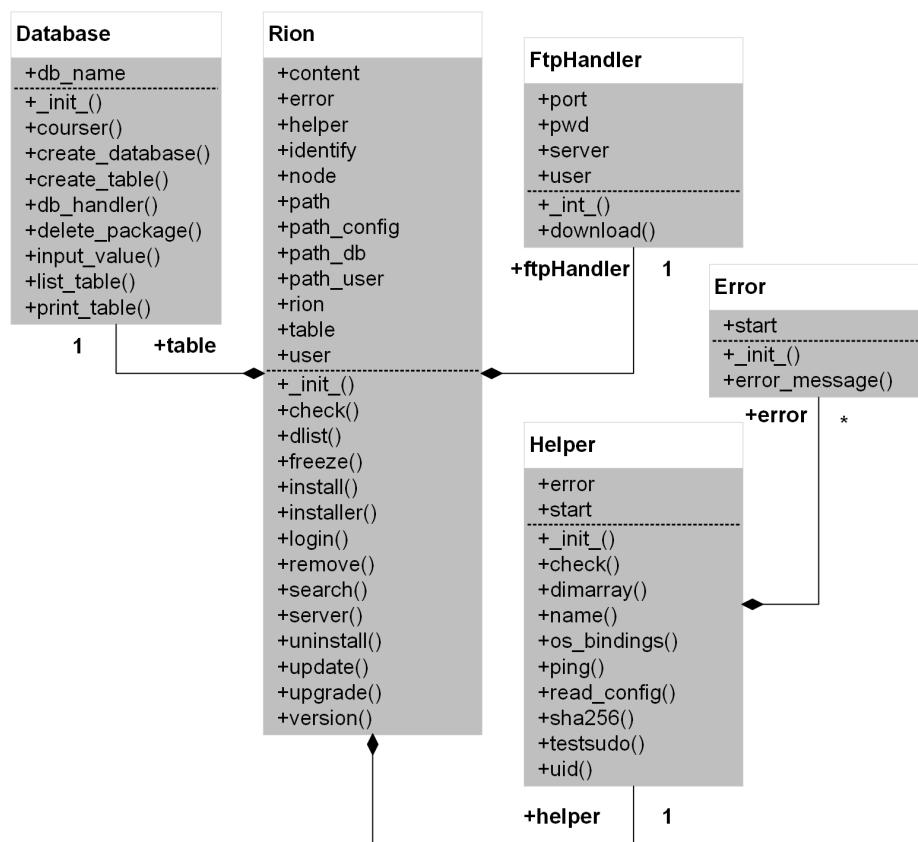 Database
+db_name
+_init_()
+courser()
+create_database()
+create_table()
+db_handler()
+delete_package()
+input_value()
+list_table()
+print_table()
1
+table
Rion
+content
+error
+helper
+identify
+node
+path
+path_config
+path_db
+path_user
+rion
+table
+user
+_init_()
+check()
+dlist()
+freeze()
+install()
+installer()
+login()
+remove()
+search()
+server()
+uninstall()
+update()
+upgrade()
+version()
FtpHandler
+port
+pwd
+server
+user
+_int_()
+download()
+ftpHandler
1
Error
+start
+_init_()
+error_message()
+error
*
Helper
+error
+start
+_init_()
+check()
+dimarray()
+name()
+os_bindings()
+ping()
+read_config()
+sha256()
+testsudo()
+uid()
+helper
1